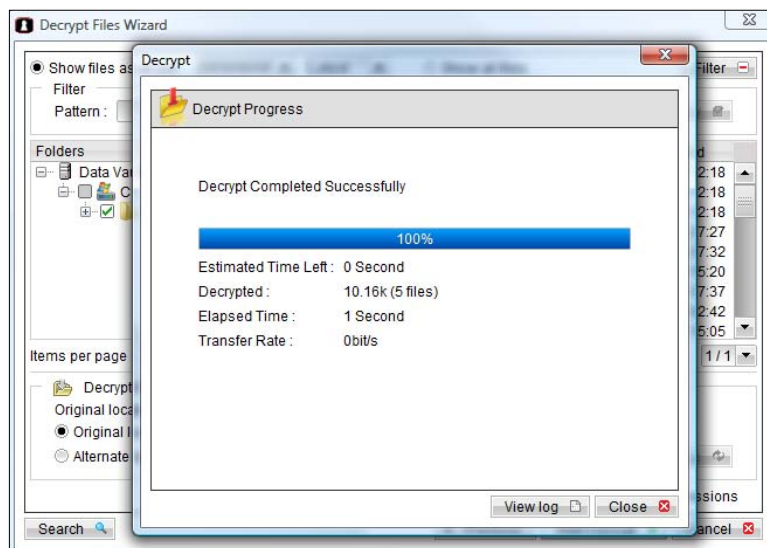 Decrypt Files Wizard
Show files as
Filter
Filter
Pattern :
Folders
Data Vau
C
2:18
2:18
2:18
7:27
7:32
5:20
7:37
2:42
5:05
Items per page
1 / 1
Decrypt
Original loca
Original l
Alternate
ssions
Search
ancel
Decrypt
Decrypt Progress
Decrypt Completed Successfully
100%
Estimated Time Left : 0 Second
Decrypted : 10.16k (5 files)
Elapsed Time : 1 Second
Transfer Rate : 0bit/s
View log
Close